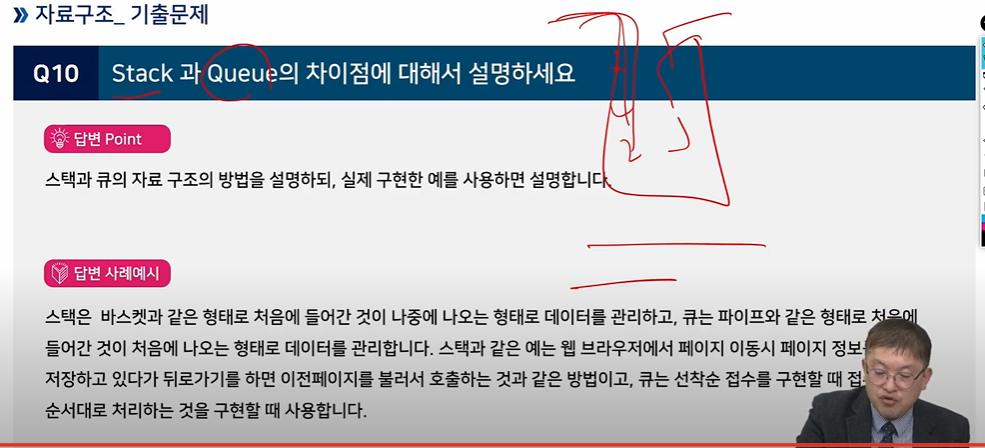 자료구조_ 기출문제
Q10 Stack 과 Queue의 차이점에 대해서 설명하세요
답변 Point
스택과 큐의 자료 구조의 방법을 설명하되, 실제 구현한 예를 사용하면 설명합니다.
답변 사례예시
스택은 바스켓과 같은 형태로 처음에 들어간 것이 나중에 나오는 형태로 데이터를 관리하고, 큐는 파이프와 같은 형태로 처음에
들어간 것이 처음에 나오는 형태로 데이터를 관리합니다. 스택과 같은 예는 웹 브라우저에서 페이지 이동시 페이지
저장하고 있다가 뒤로가기를 하면 이전페이지를 불러서 호출하는 것과 같은 방법이고, 큐는 선착순 접수를 구현할 때
순서대로 처리하는 것을 구현할 때 사용합니다.